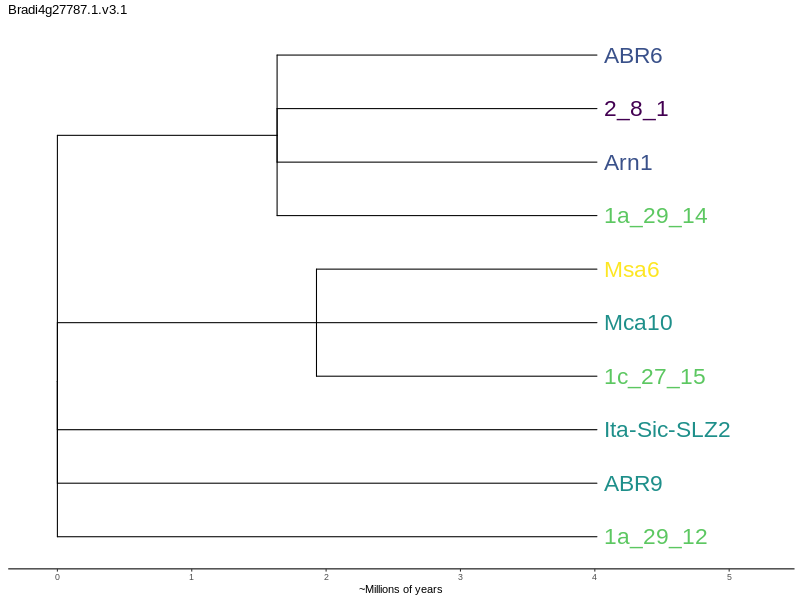 Bradi4g27787.1.v3.1
ABR6
2_8_1
Arn1
1a_29_14
Msa6
Mca10
1c_27_15
Ita-Sic-SLZ2
ABR9
1a_29_12
0 1 2 3 4 5
~Millions of years